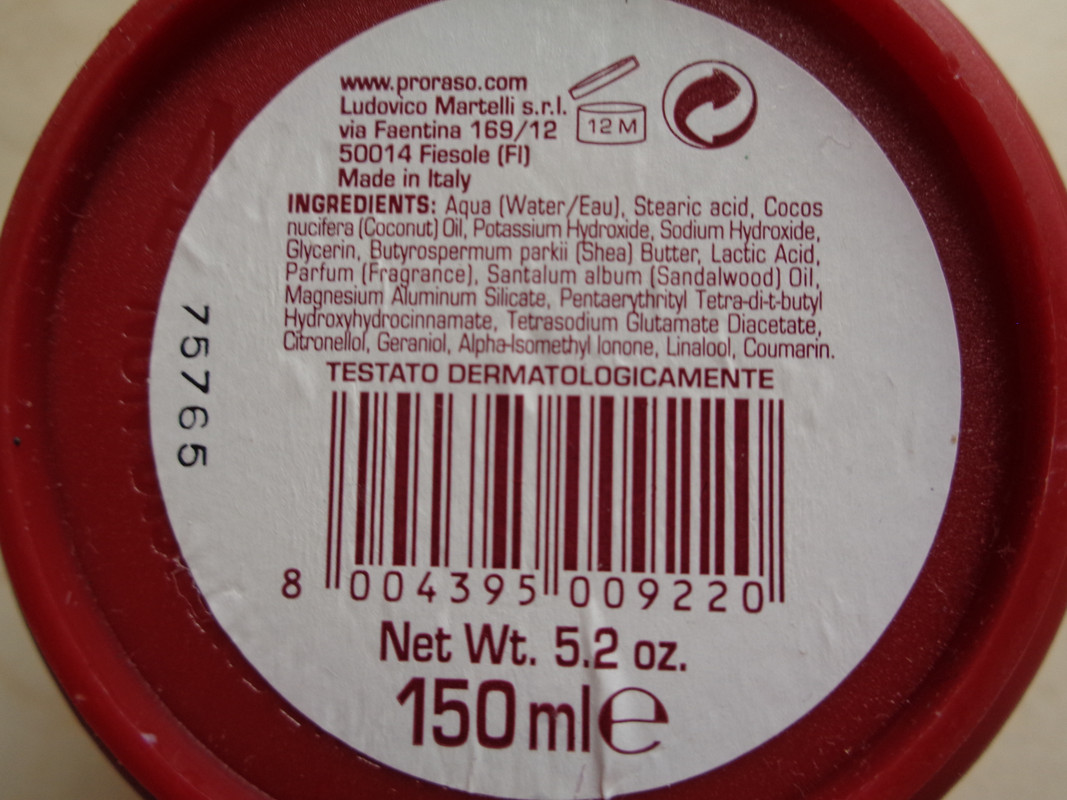 www.proraso.com
Ludovico Martelli s.r.l.
via Faentina 169/12
50014 Fiesole (FI)
Made in Italy
12 M
INGREDIENTS: Aqua (Water/Eau), Stearic acid, Cocos
nucifera (Coconut) Oil, Potassium Hydroxide, Sodium Hydroxide,
Glycerin, Butyrospermum parkii (Shea) Butter, Lactic Acid,
Parfum (Fragrance), Santalum album (Sandalwood) Oil,
Magnesium Aluminum Silicate, Pentaerythrityl Tetra-di-t-butyl
Hydroxyhydrocinnamate, Tetrasodium Glutamate Diacetate,
Citronellol, Geraniol, Alpha-Isomethyl Ionone, Linalool, Coumarin.
TESTATO DERMATOLOGICAMENTE
75765
8 004395 009220
Net Wt. 5.2 oz.
150 ml e